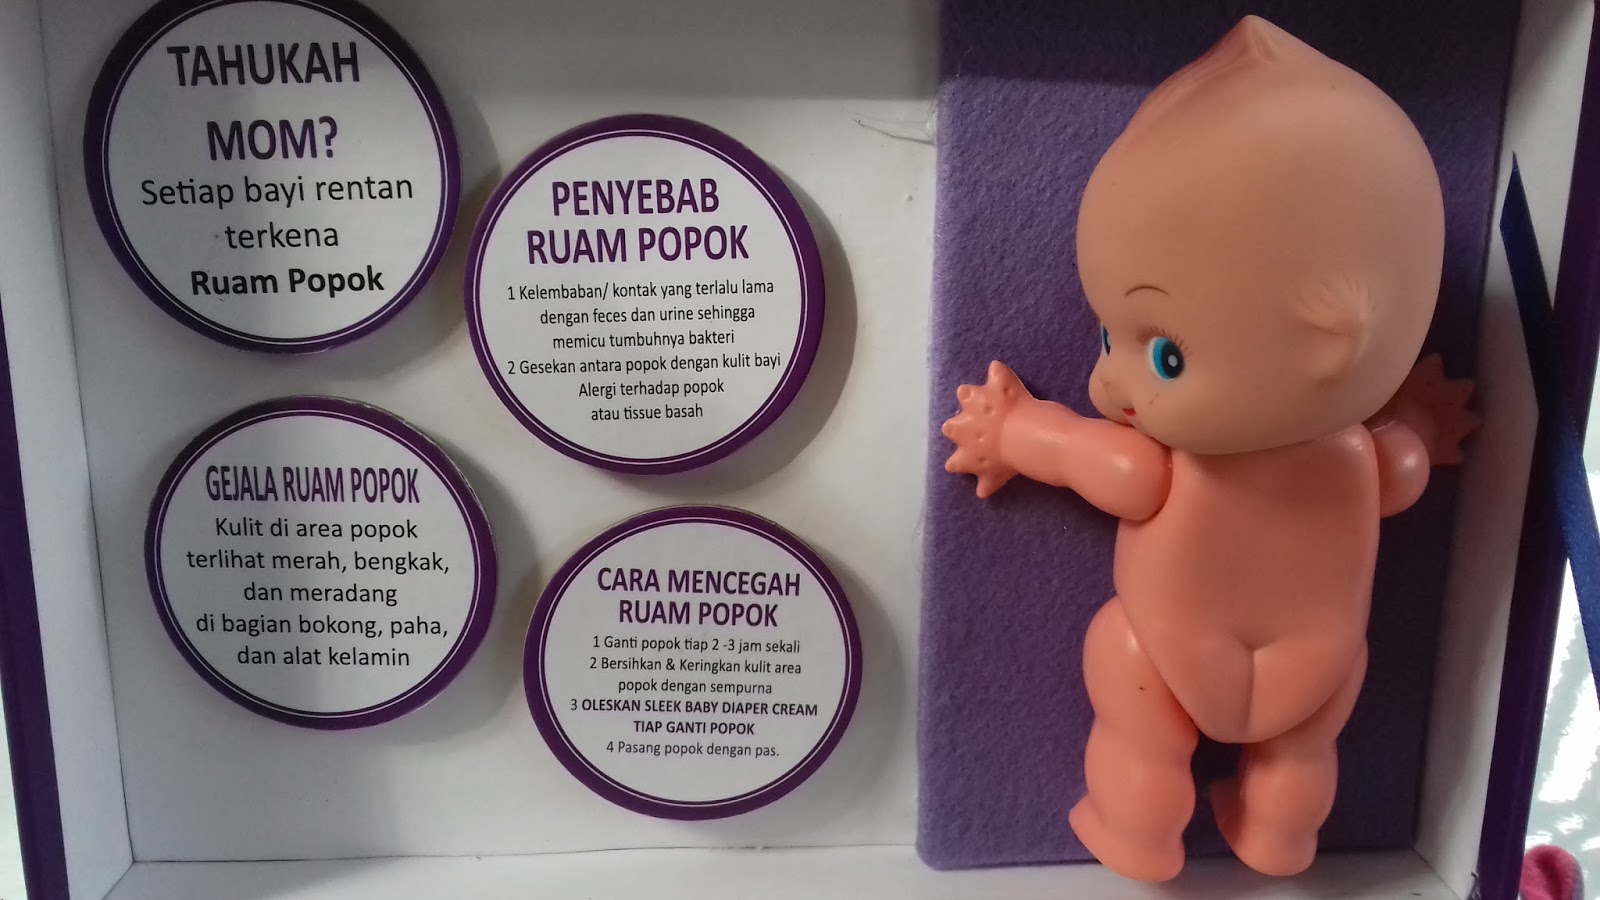 TAHUKAH
MOM?
Setiap bayi rentan
terkena
Ruam Popok
PENYEBAB
RUAM POPOK
1 Kelembaban/ kontak yang terlalu lama
dengan feces dan urine sehingga
memicu tumbuhnya bakteri
2 Gesekan antara popok dengan kulit bayi
Alergi terhadap popok
atau tissue basah
GEJALA RUAM POPOK
Kulit di area popok
terlihat merah, bengkak,
dan meradang
di bagian bokong, paha,
dan alat kelamin
CARA MENCEGAH
RUAM POPOK
1 Ganti popok tiap 2 -3 jam sekali
2 Bersihkan & Keringkan kulit area
popok dengan sempurna
3 OLESKAN SLEEK BABY DIAPER CREAM
TIAP GANTI POPOK
4 Pasang popok dengan pas.